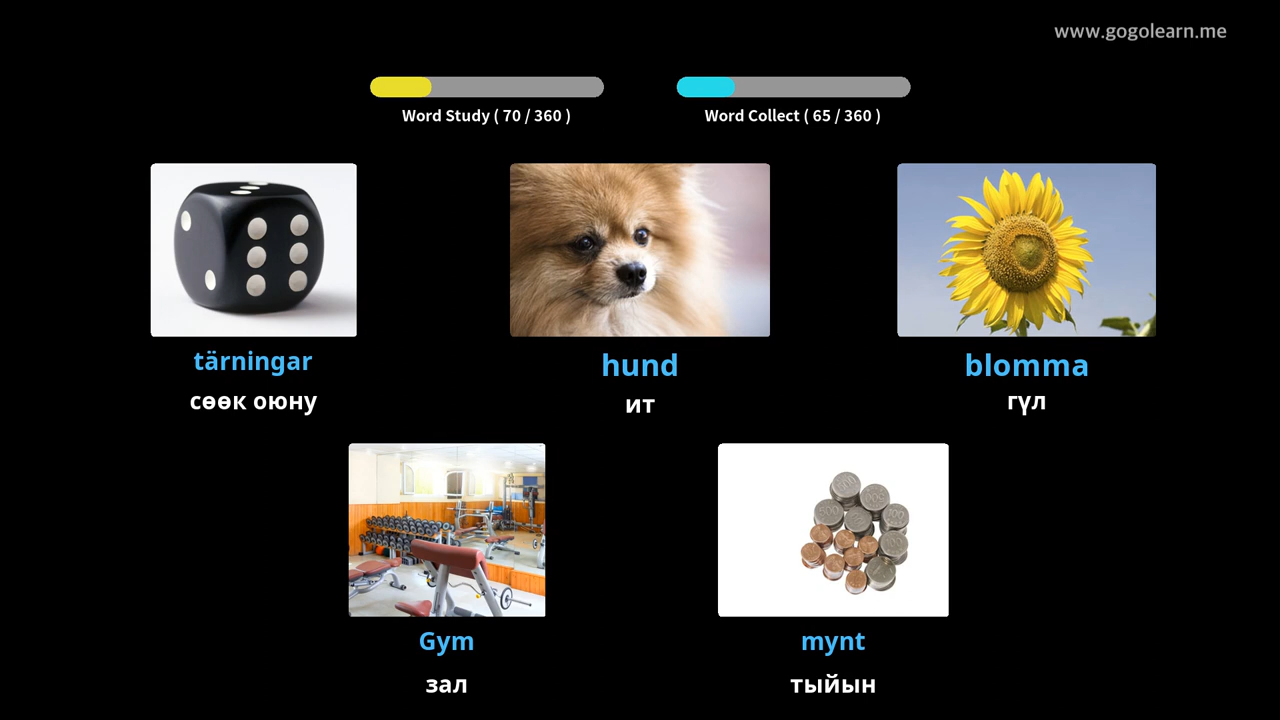 www.gogolearn.me
Word Study ( 70 / 360 )
Word Collect ( 65 / 360 )
tärningar
сөөк оюну
hund
ит
blomma
гүл
Gym
зал
mynt
тыйын